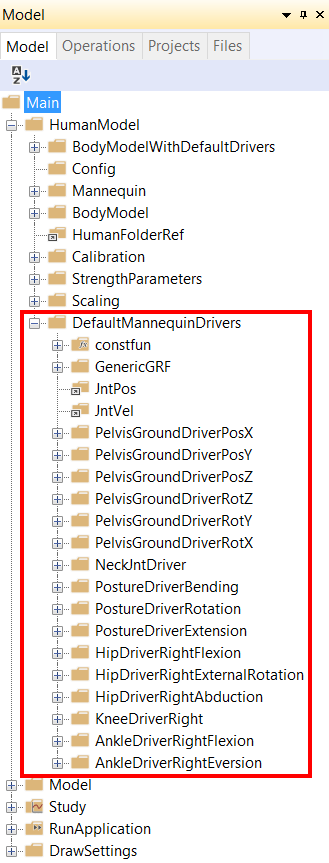 Model
Model Operations Projects Files
A
Z
Main
HumanModel
BodyModelWithDefaultDrivers
Config
Mannequin
BodyModel
HumanFolderRef
Calibration
StrengthParameters
Scaling
DefaultMannequinDrivers
constfun
GenericGRF
JntPos
JntVel
PelvisGroundDriverPosX
PelvisGroundDriverPosY
PelvisGroundDriverPosZ
PelvisGroundDriverRotZ
PelvisGroundDriverRotY
PelvisGroundDriverRotX
NeckJntDriver
PostureDriverBending
PostureDriverRotation
PostureDriverExtension
HipDriverRightFlexion
HipDriverRightExternalRotation
HipDriverRightAbduction
KneeDriverRight
AnkleDriverRightFlexion
AnkleDriverRightEversion
Model
Study
RunApplication
DrawSettings